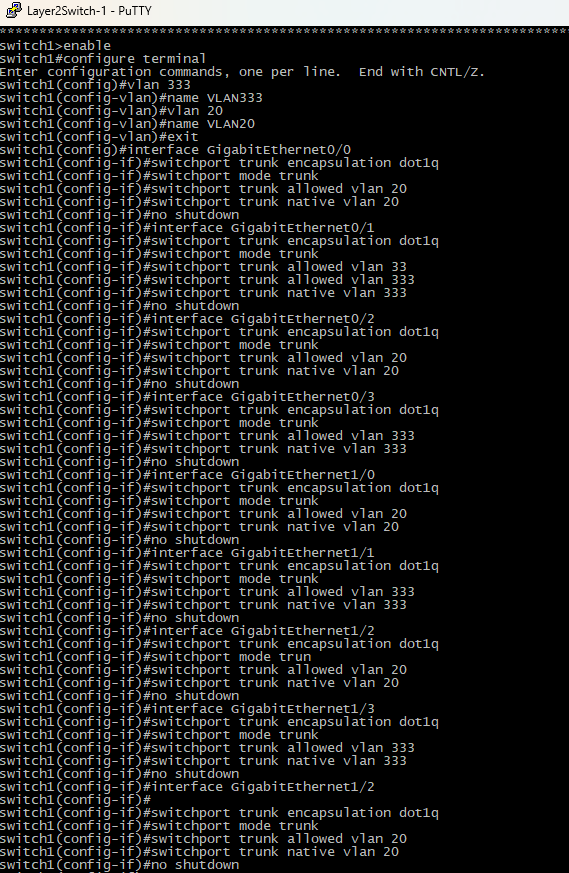 Layer2Switch-1 - PuTTY
************************************************************************
switch1>enable
switch1#configure terminal
Enter configuration commands, one per line.  End with CNTL/Z.
switch1(config)#vlan 333
switch1(config-vlan)#name VLAN333
switch1(config-vlan)#vlan 20
switch1(config-vlan)#name VLAN20
switch1(config-vlan)#exit
switch1(config)#interface GigabitEthernet0/0
switch1(config-if)#switchport trunk encapsulation dot1q
switch1(config-if)#switchport mode trunk
switch1(config-if)#switchport trunk allowed vlan 20
switch1(config-if)#switchport trunk native vlan 20
switch1(config-if)#no shutdown
switch1(config-if)#interface GigabitEthernet0/1
switch1(config-if)#switchport trunk encapsulation dot1q
switch1(config-if)#switchport mode trunk
switch1(config-if)#switchport trunk allowed vlan 33
switch1(config-if)#switchport trunk allowed vlan 333
switch1(config-if)#switchport trunk native vlan 333
switch1(config-if)#no shutdown
switch1(config-if)#interface GigabitEthernet0/2
switch1(config-if)#switchport trunk encapsulation dot1q
switch1(config-if)#switchport mode trunk
switch1(config-if)#switchport trunk allowed vlan 20
switch1(config-if)#switchport trunk native vlan 20
switch1(config-if)#no shutdown
switch1(config-if)#interface GigabitEthernet0/3
switch1(config-if)#switchport trunk encapsulation dot1q
switch1(config-if)#switchport mode trunk
switch1(config-if)#switchport trunk allowed vlan 333
switch1(config-if)#switchport trunk native vlan 333
switch1(config-if)#no shutdown
switch1(config-if)#interface GigabitEthernet1/0
switch1(config-if)#switchport trunk encapsulation dot1q
switch1(config-if)#switchport mode trunk
switch1(config-if)#switchport trunk allowed vlan 20
switch1(config-if)#switchport trunk native vlan 20
switch1(config-if)#no shutdown
switch1(config-if)#interface GigabitEthernet1/1
switch1(config-if)#switchport trunk encapsulation dot1q
switch1(config-if)#switchport mode trunk
switch1(config-if)#switchport trunk allowed vlan 333
switch1(config-if)#switchport trunk native vlan 333
switch1(config-if)#no shutdown
switch1(config-if)#interface GigabitEthernet1/2
switch1(config-if)#switchport trunk encapsulation dot1q
switch1(config-if)#switchport mode trun
switch1(config-if)#switchport trunk allowed vlan 20
switch1(config-if)#switchport trunk native vlan 20
switch1(config-if)#no shutdown
switch1(config-if)#interface GigabitEthernet1/3
switch1(config-if)#switchport trunk encapsulation dot1q
switch1(config-if)#switchport mode trunk
switch1(config-if)#switchport trunk allowed vlan 333
switch1(config-if)#switchport trunk native vlan 333
switch1(config-if)#no shutdown
switch1(config-if)#interface GigabitEthernet1/2
switch1(config-if)#
switch1(config-if)#switchport trunk encapsulation dot1q
switch1(config-if)#switchport mode trunk
switch1(config-if)#switchport trunk allowed vlan 20
switch1(config-if)#switchport trunk native vlan 20
switch1(config-if)#no shutdown